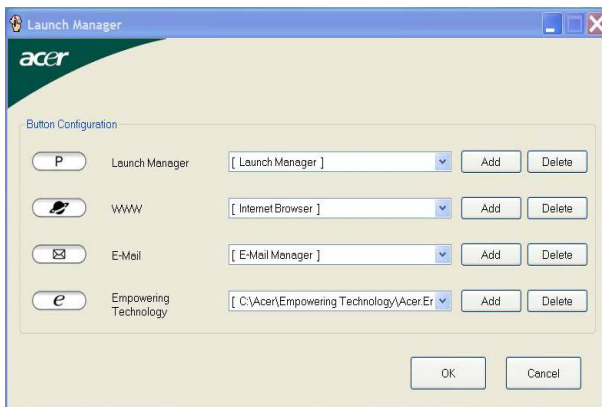 Launch Manager
acer
Button Configuration
P Launch Manager [ Launch Manager ] Add Delete
WWW [ Internet Browser ] Add Delete
E-Mail [ E-Mail Manager ] Add Delete
e Empowering Technology [ C:\Acer\Empowering Technology\Acer.Er Add Delete
OK Cancel